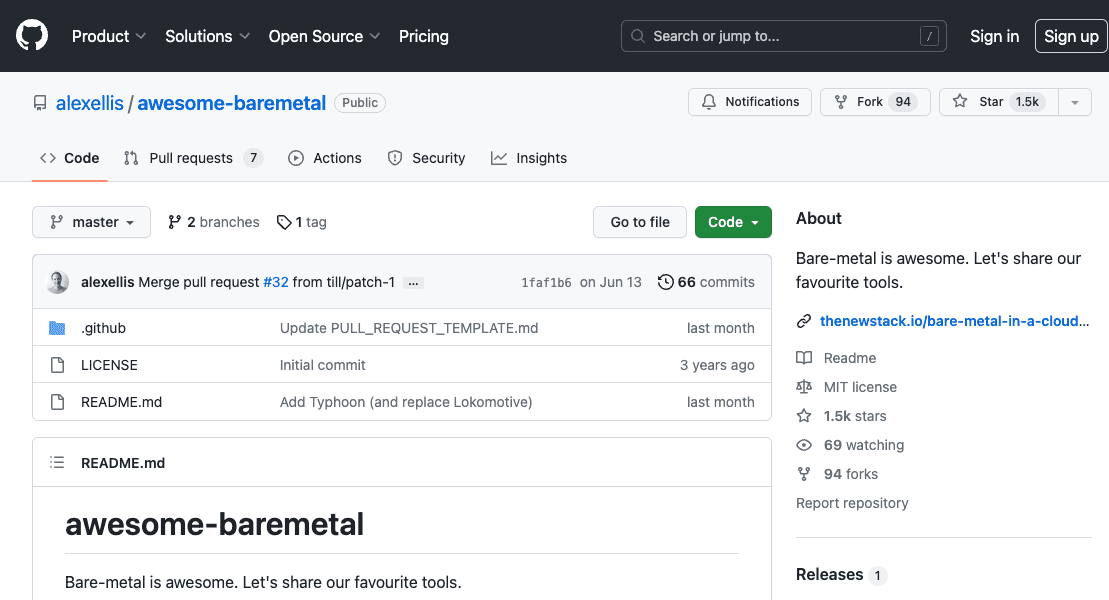 Product Solutions Open Source Pricing Search or jump to... / Sign in Sign up
alexellis / awesome-baremetal Public Notifications Fork 94 Star 1.5k
Code Pull requests 7 Actions Security Insights
master 2 branches 1 tag Go to file Code
alexellis Merge pull request #32 from till/patch-1 ... 1faf1b6 on Jun 13 66 commits
.github Update PULL_REQUEST_TEMPLATE.md last month
LICENSE Initial commit 3 years ago
README.md Add Typhoon (and replace Lokomotive) last month
README.md
awesome-baremetal
Bare-metal is awesome. Let's share our favourite tools.
About
Bare-metal is awesome. Let's share our
favourite tools.
thenewstack.io/bare-metal-in-a-cloud...
Readme
MIT license
1.5k stars
69 watching
94 forks
Report repository
Releases 1